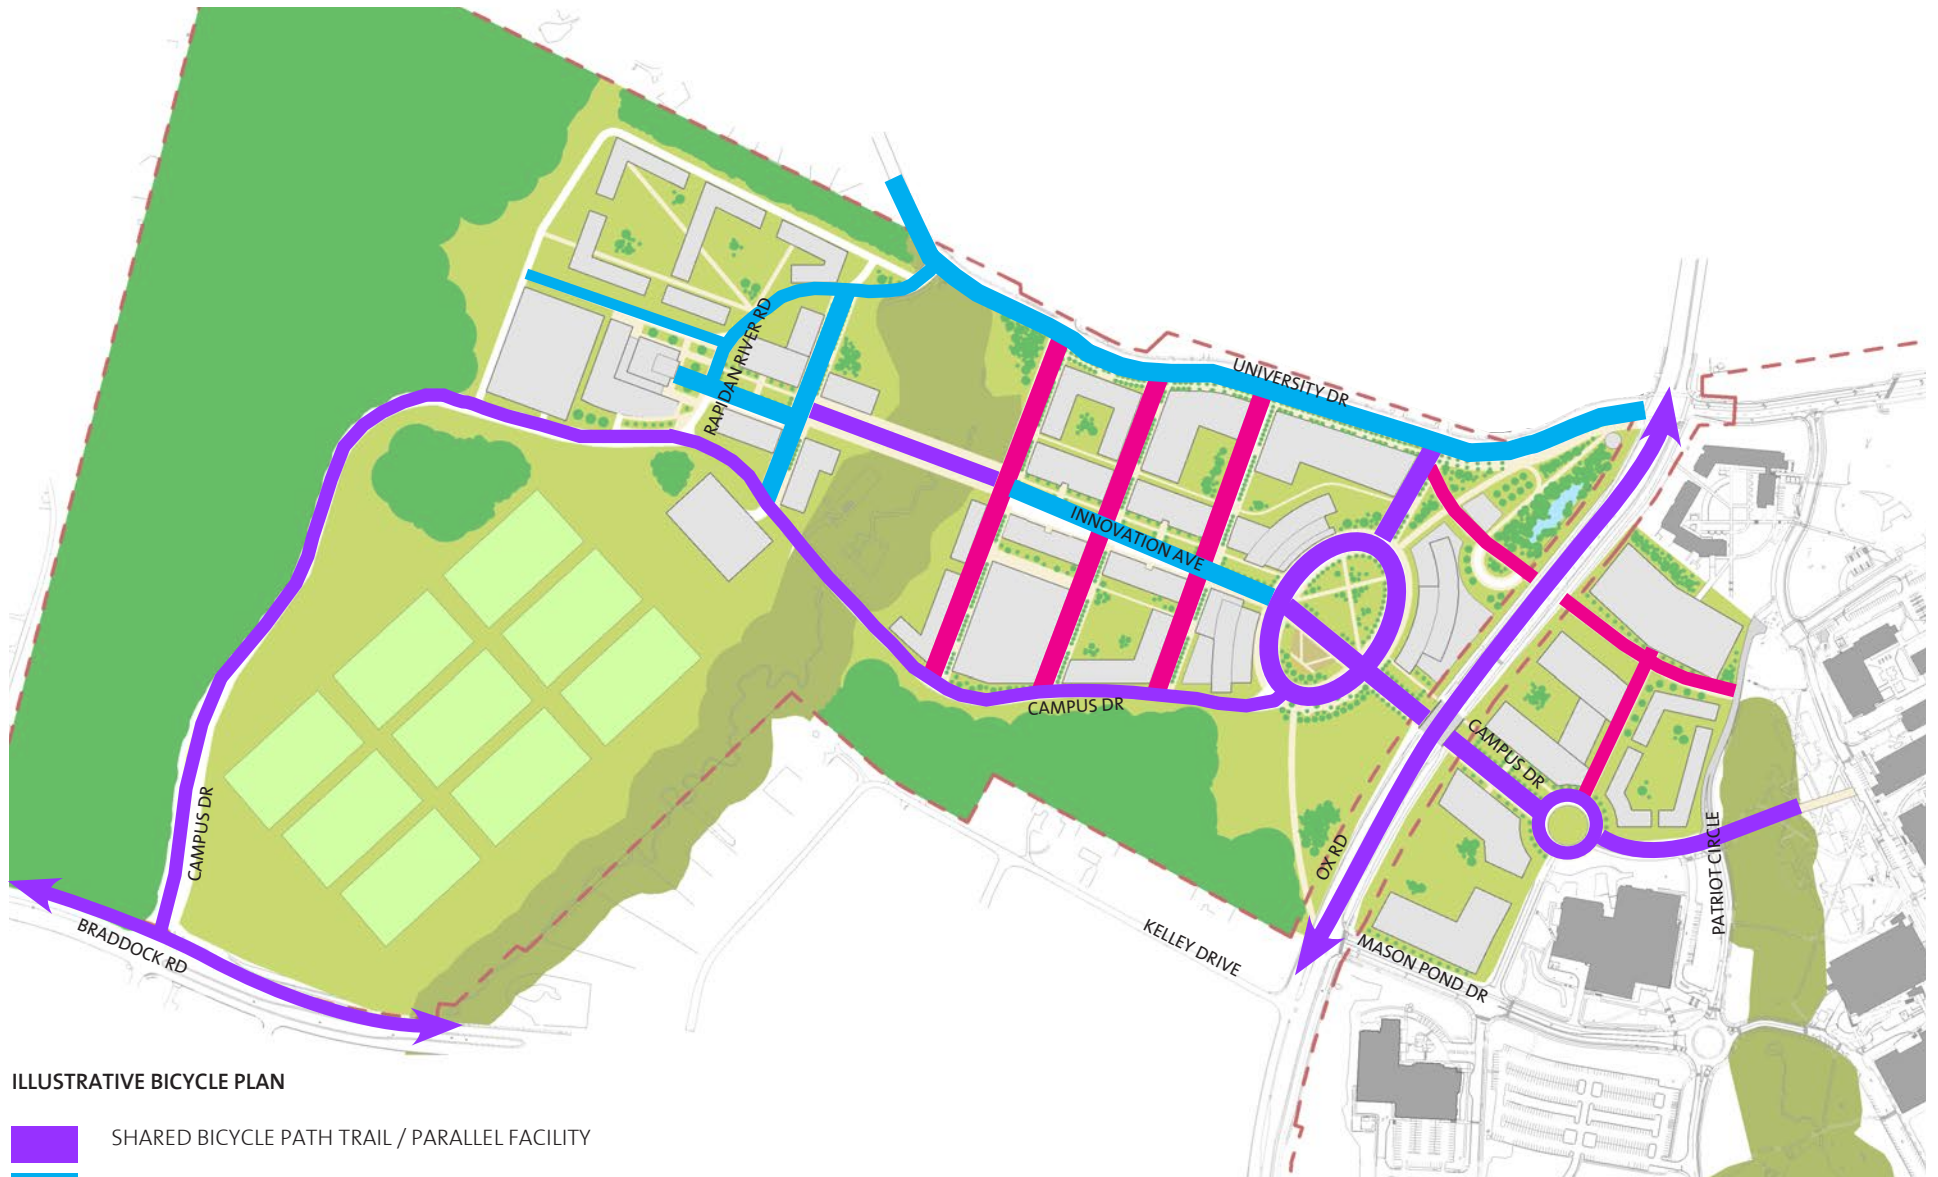 RAPIDAN RIVER RD
UNIVERSITY DR
INNOVATION AVE
CAMPUS DR
CAMPUS DR
CAMPUS DR
OX RD
PATRIOT CIRCLE
BRADDOCK RD
KELLEY DRIVE
MASON POND DR
ILLUSTRATIVE BICYCLE PLAN
SHARED BICYCLE PATH TRAIL / PARALLEL FACILITY